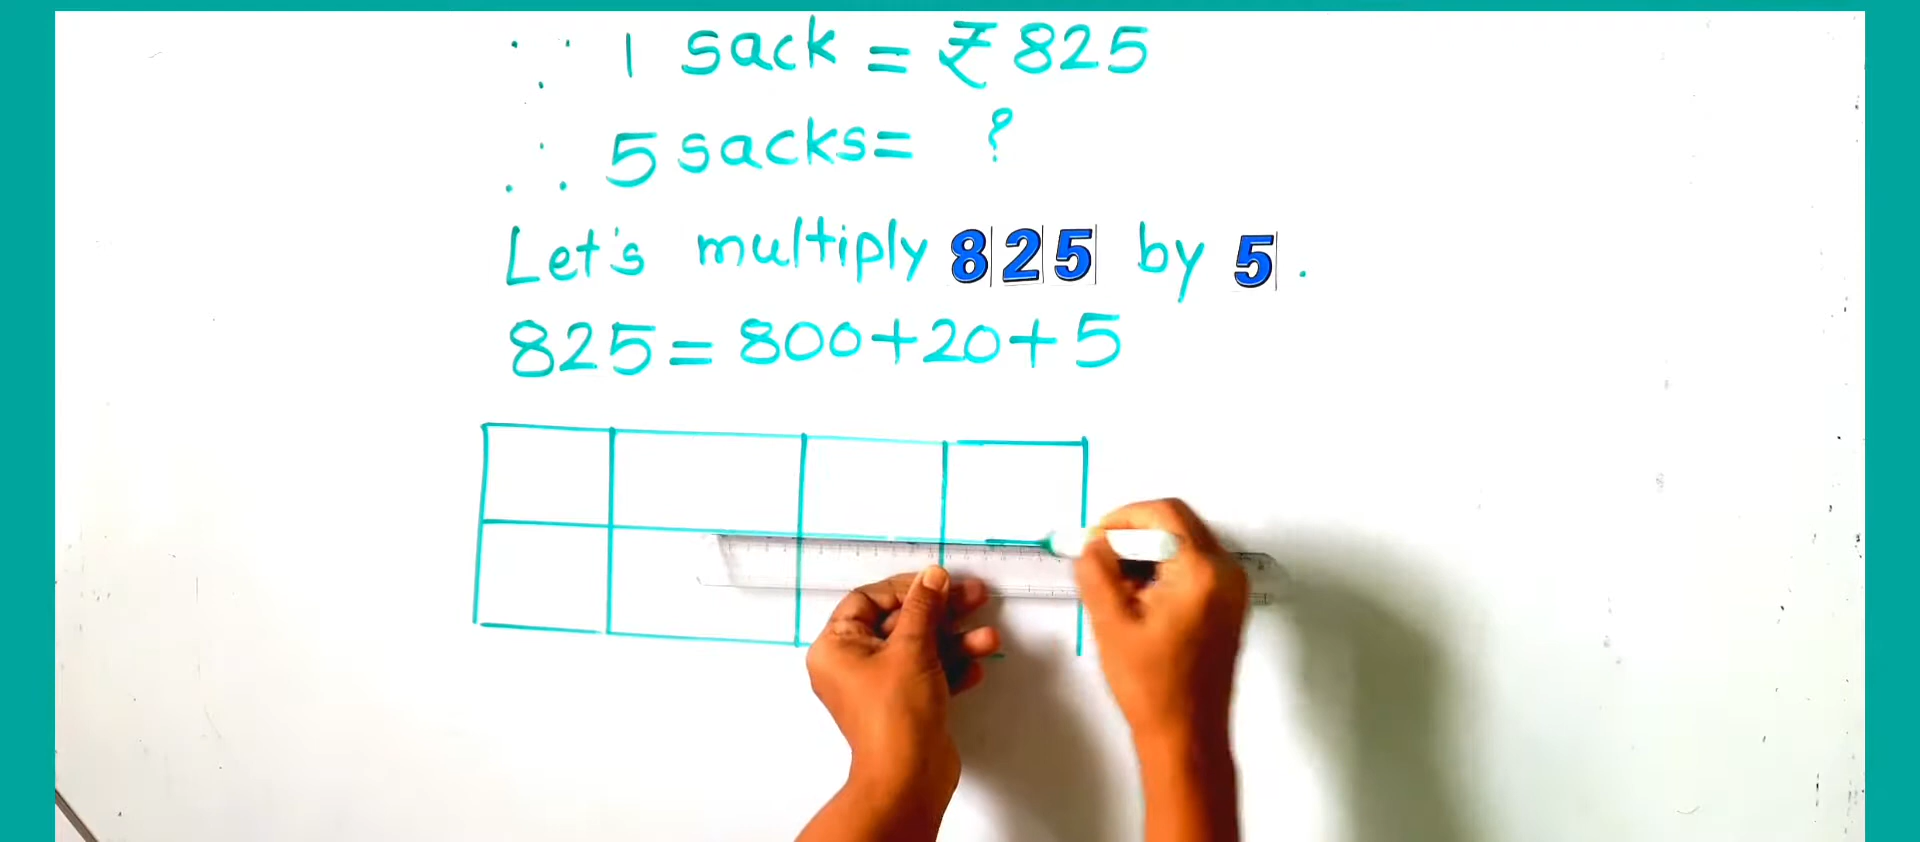 ∵ 1 sack = ₹825
∴ 5 sacks= ?
Let's multiply 825 by 5.
825=800+20+5